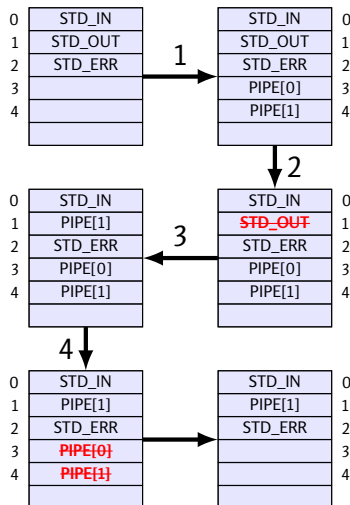 0 STD_IN STD_IN 0
1 STD_OUT STD_OUT 1
2 STD_ERR 1 STD_ERR 2
3 PIPE[0] 3
4 PIPE[1] 4
2
0 STD_IN STD_IN 0
1 PIPE[1] STD_OUT 1
2 STD_ERR 3 STD_ERR 2
3 PIPE[0] PIPE[0] 3
4 PIPE[1] PIPE[1] 4
4
0 STD_IN STD_IN 0
1 PIPE[1] PIPE[1] 1
2 STD_ERR STD_ERR 2
3 PIPE[0] 3
4 PIPE[1] 4